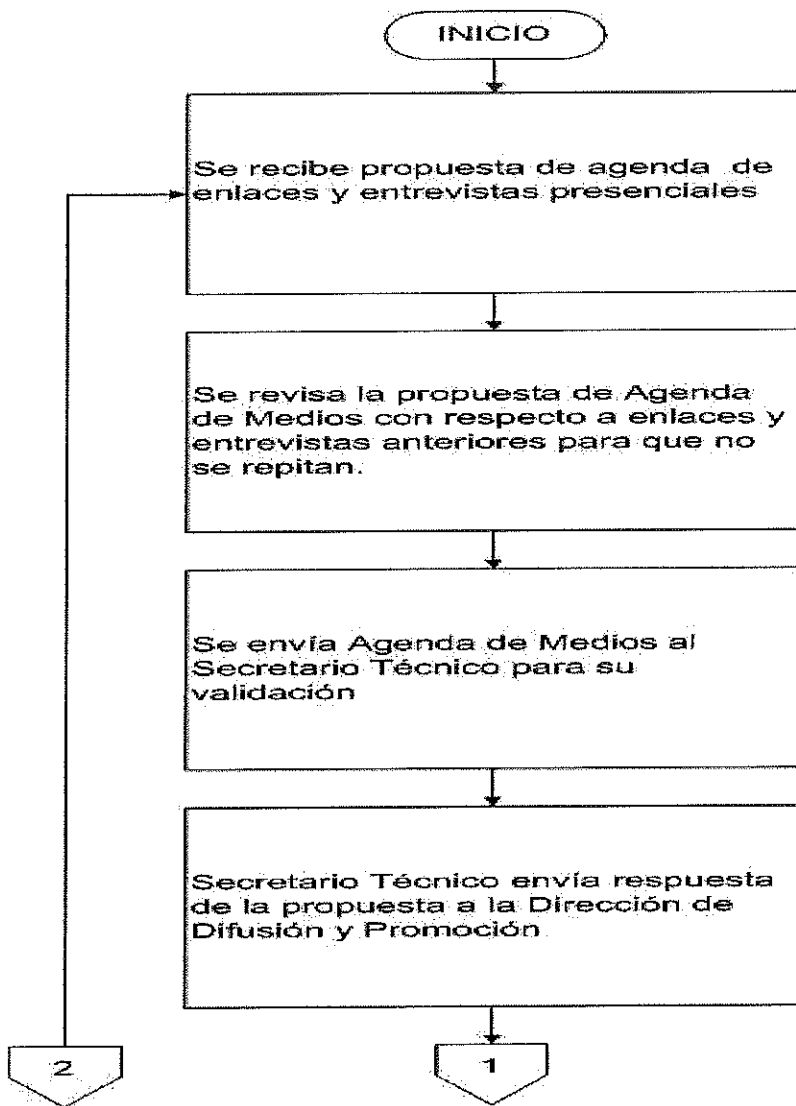 INICIO
Se recibe propuesta de agenda de
enlaces y entrevistas presenciales
Se revisa la propuesta de Agenda
de Medios con respecto a enlaces y
entrevistas anteriores para que no
se repitan.
Se envía Agenda de Medios al
Secretario Técnico para su
validación
Secretario Técnico envía respuesta
de la propuesta a la Dirección de
Difusión y Promoción
2
1